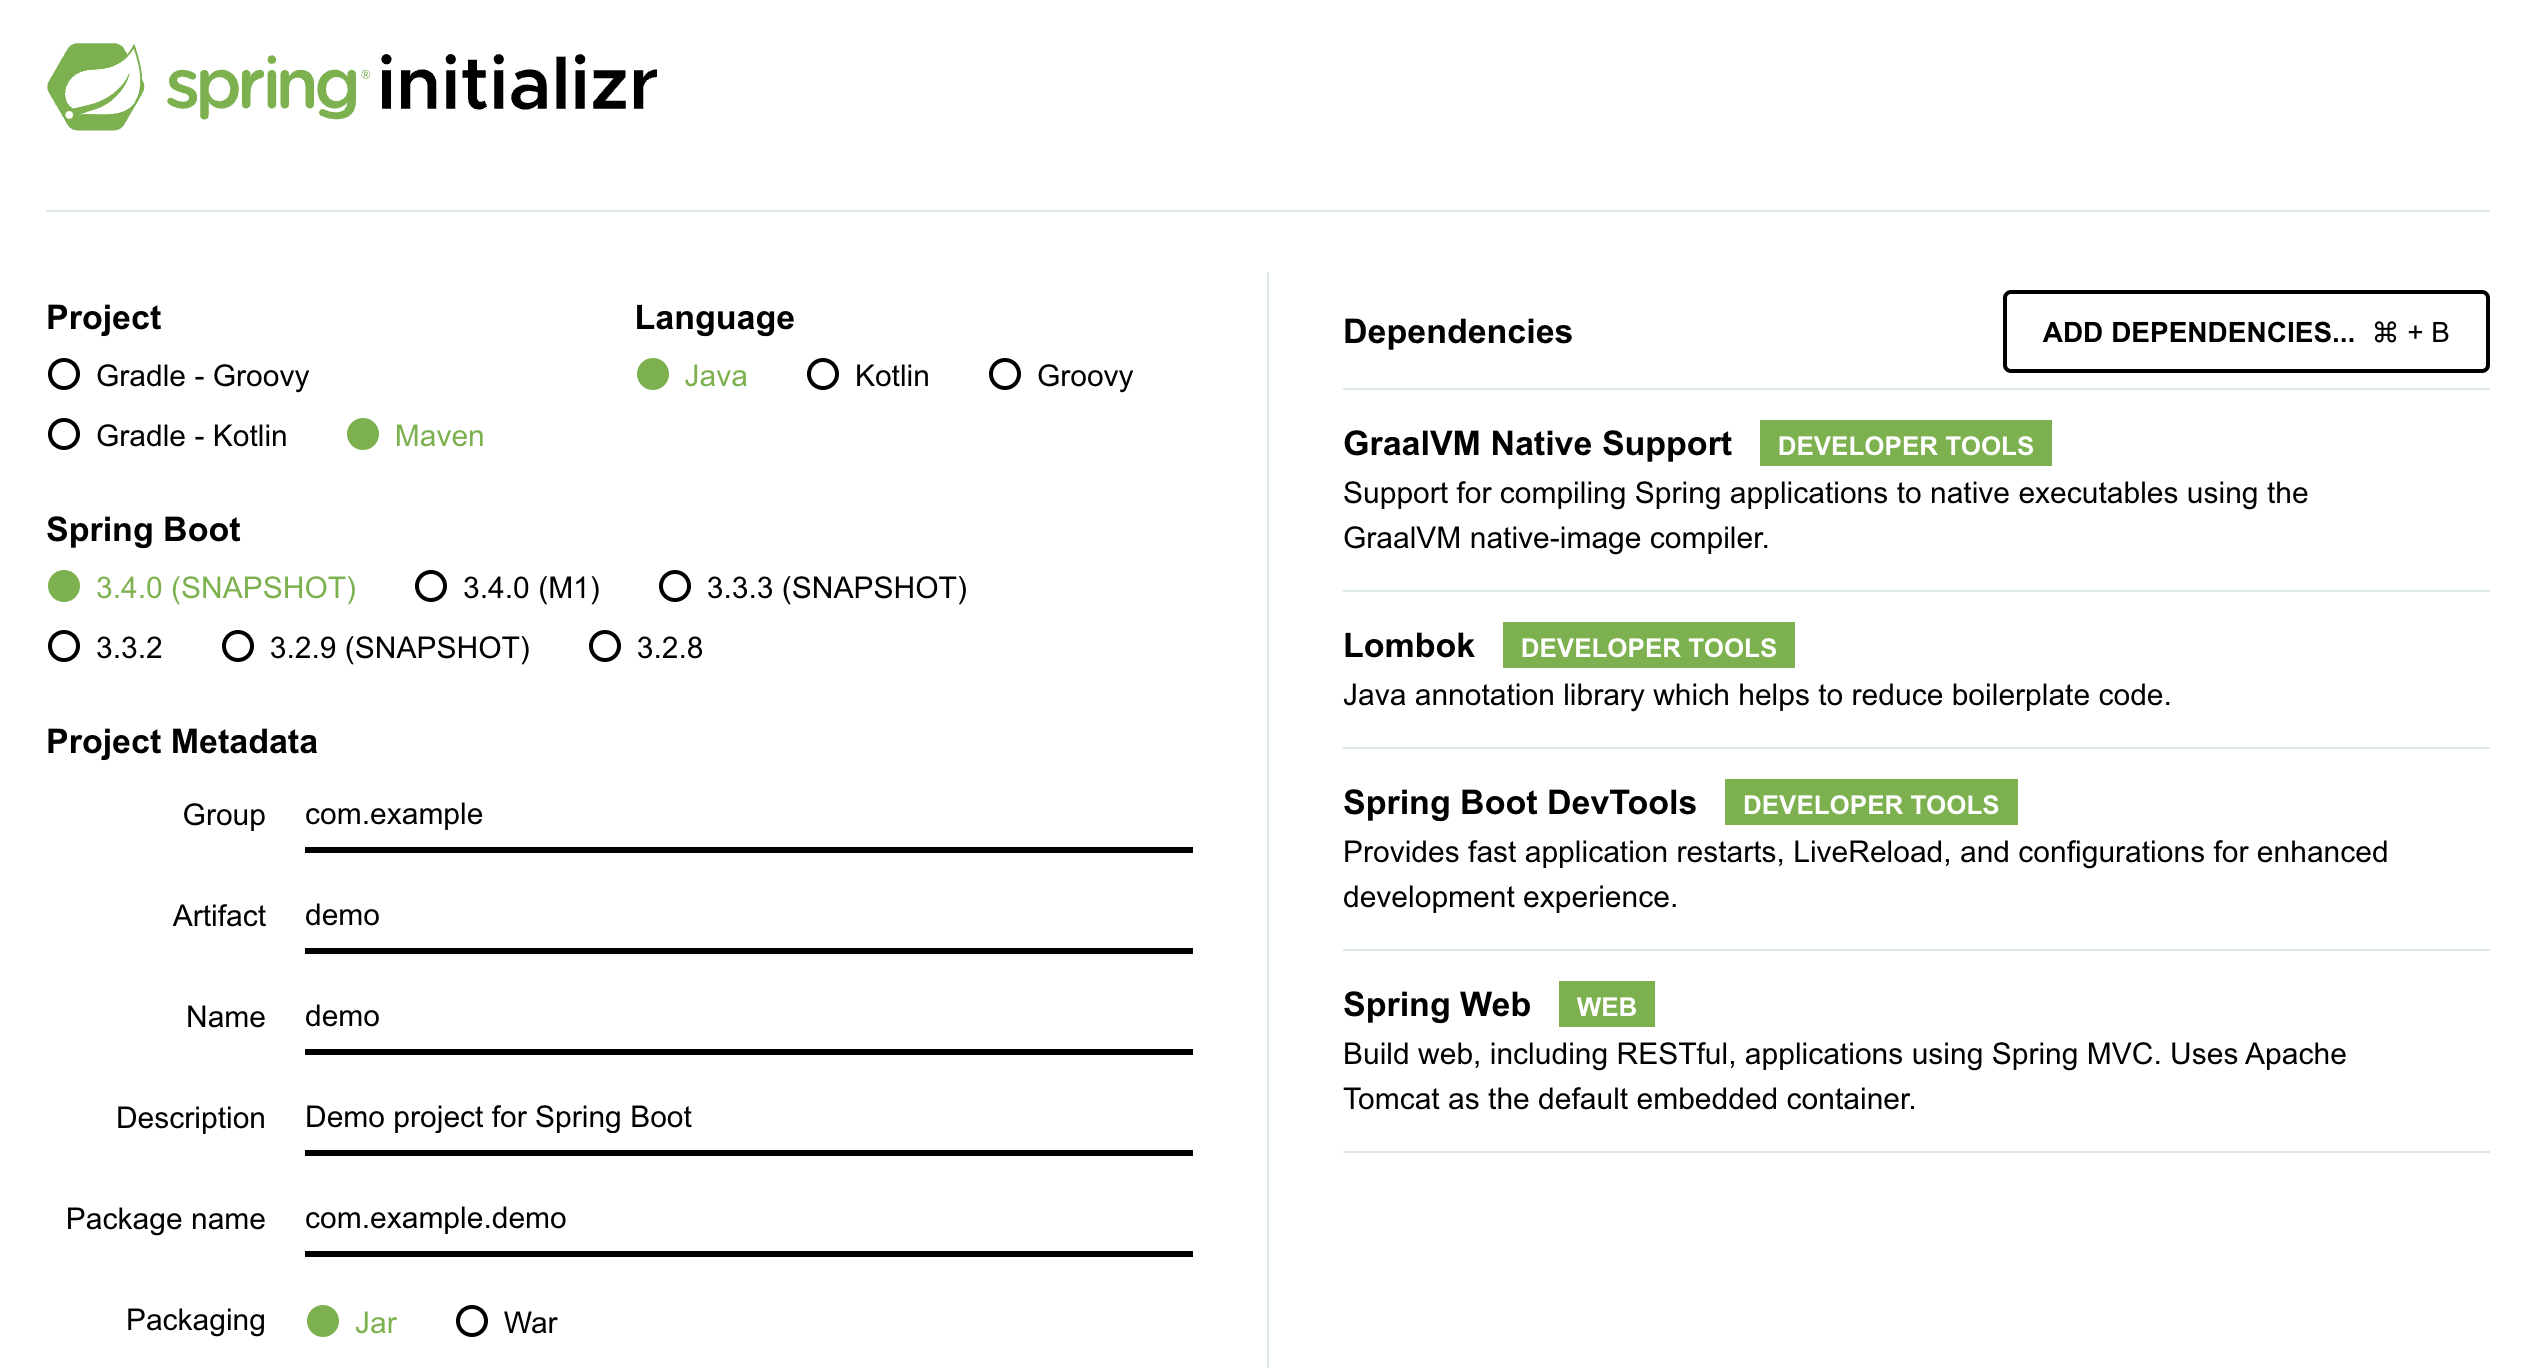 spring® initializr
Project
Gradle - Groovy
Gradle - Kotlin Maven
Language
Java Kotlin Groovy
Spring Boot
3.4.0 (SNAPSHOT) 3.4.0 (M1) 3.3.3 (SNAPSHOT)
3.3.2 3.2.9 (SNAPSHOT) 3.2.8
Project Metadata
Group com.example
Artifact demo
Name demo
Description Demo project for Spring Boot
Package name com.example.demo
Packaging Jar War
Dependencies ADD DEPENDENCIES... ⌘ + B
GraalVM Native Support DEVELOPER TOOLS
Support for compiling Spring applications to native executables using the
GraalVM native-image compiler.
Lombok DEVELOPER TOOLS
Java annotation library which helps to reduce boilerplate code.
Spring Boot DevTools DEVELOPER TOOLS
Provides fast application restarts, LiveReload, and configurations for enhanced
development experience.
Spring Web WEB
Build web, including RESTful, applications using Spring MVC. Uses Apache
Tomcat as the default embedded container.